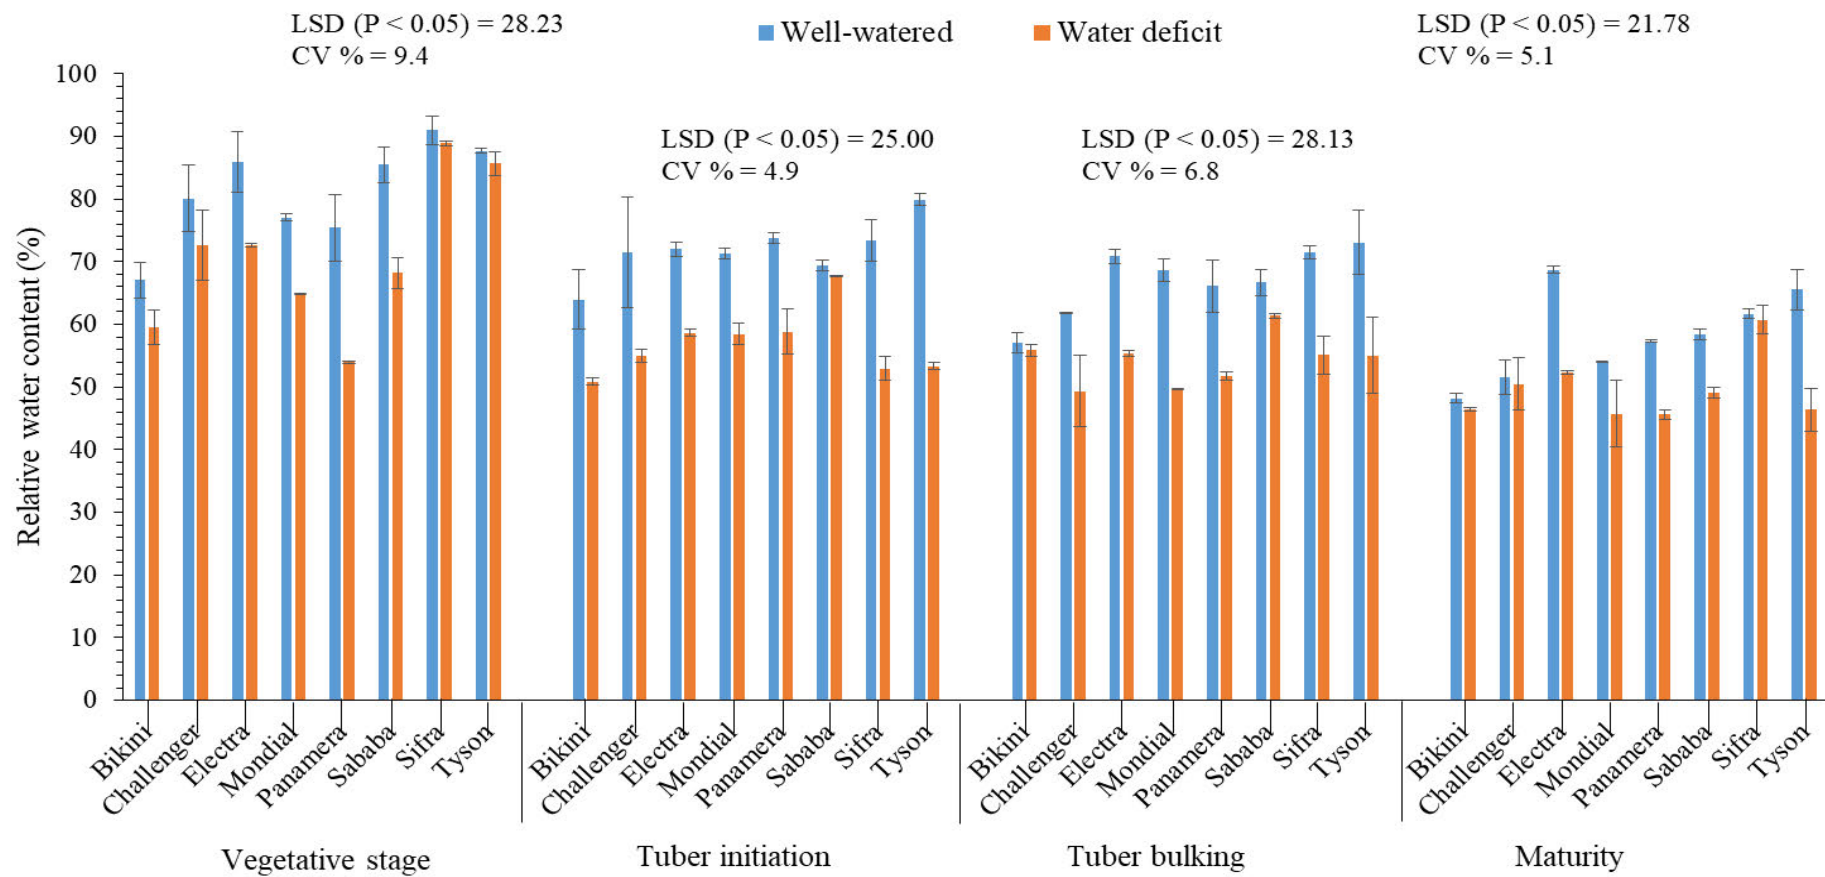 LSD (P < 0.05) = 28.23
CV % = 9.4
Well-watered
Water deficit
LSD (P < 0.05) = 21.78
CV % = 5.1
LSD (P < 0.05) = 25.00
CV % = 4.9
LSD (P < 0.05) = 28.13
CV % = 6.8
Relative water content (%)
100
90
80
70
60
50
40
30
20
10
0
Bikini
Challenger
Electra
Mondial
Panamera
Sababa
Sifra
Tyson
Bikini
Challenger
Electra
Mondial
Panamera
Sababa
Sifra
Tyson
Bikini
Challenger
Electra
Mondial
Panamera
Sababa
Sifra
Tyson
Bikini
Challenger
Electra
Mondial
Panamera
Sababa
Sifra
Tyson
Vegetative stage
Tuber initiation
Tuber bulking
Maturity